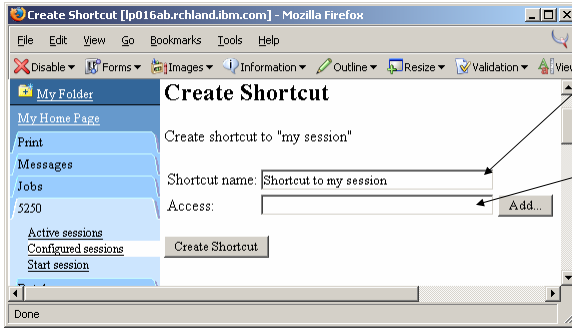 Create Shortcut [lp016ab.rchland.ibm.com] - Mozilla Firefox
File Edit View Go Bookmarks Tools Help
Disable Forms Images Information Outline Resize Validation View
My Folder
My Home Page
Print
Messages
Jobs
5250
Active sessions
Configured sessions
Start session
Create Shortcut
Create shortcut to "my session"
Shortcut name: Shortcut to my session
Access: Add...
Create Shortcut
Done